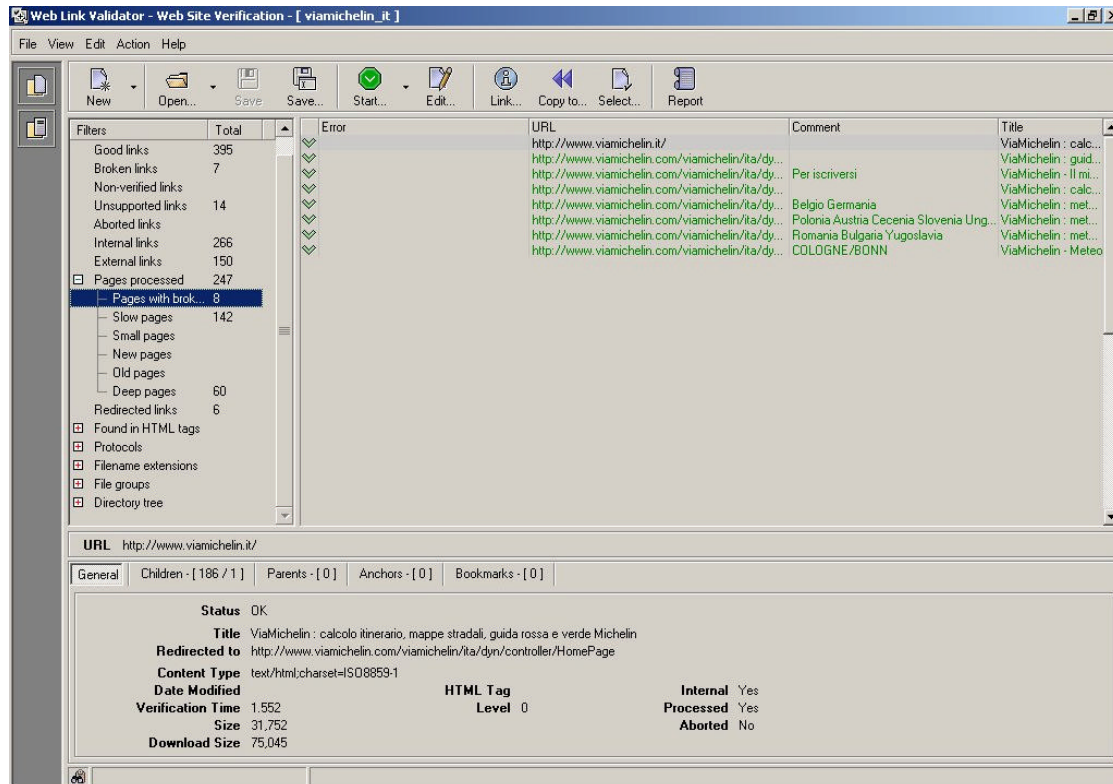 Web Link Validator - Web Site Verification - [ viamichelin_it ]
File View Edit Action Help
New Open... Save Save... Start... Edit... Link... Copy to... Select... Report
Filters Total
Good links 395
Broken links 7
Non-verified links
Unsupported links 14
Aborted links
Internal links 266
External links 150
Pages processed 247
Pages with brok... 8
Slow pages 142
Small pages
New pages
Old pages
Deep pages 60
Redirected links 6
Found in HTML tags
Protocols
Filename extensions
File groups
Directory tree
Error URL Comment Title
http://www.viamichelin.it/ ViaMichelin : calc...
http://www.viamichelin.com/viamichelin/ita/dy... ViaMichelin : guid...
http://www.viamichelin.com/viamichelin/ita/dy... Per iscriversi ViaMichelin - Il mi...
http://www.viamichelin.com/viamichelin/ita/dy... ViaMichelin : calc...
http://www.viamichelin.com/viamichelin/ita/dy... Belgio Germania ViaMichelin : met...
http://www.viamichelin.com/viamichelin/ita/dy... Polonia Austria Cecenia Slovenia Ung... ViaMichelin : met...
http://www.viamichelin.com/viamichelin/ita/dy... Romania Bulgaria Yugoslavia ViaMichelin : met...
http://www.viamichelin.com/viamichelin/ita/dy... COLOGNE/BONN ViaMichelin - Meteo
URL http://www.viamichelin.it/
General Children - [ 186 / 1 ] Parents - [ 0 ] Anchors - [ 0 ] Bookmarks - [ 0 ]
Status OK
Title ViaMichelin : calcolo itinerario, mappe stradali, guida rossa e verde Michelin
Redirected to http://www.viamichelin.com/viamichelin/ita/dyn/controller/HomePage
Content Type text/html;charset=ISO8859-1
Date Modified HTML Tag Internal Yes
Verification Time 1.552 Level 0 Processed Yes
Size 31,752 Aborted No
Download Size 75,045